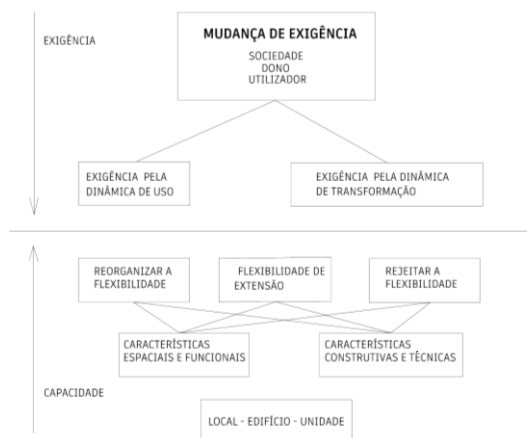 EXIGÊNCIA
MUDANÇA DE EXIGÊNCIA
SOCIEDADE
DONO
UTILIZADOR
EXIGÊNCIA PELA
DINÂMICA DE USO
EXIGÊNCIA PELA DINÂMICA
DE TRANSFORMAÇÃO
REORGANIZAR A
FLEXIBILIDADE
FLEXIBILIDADE DE
EXTENSÃO
REJEITAR A
FLEXIBILIDADE
CARACTERÍSTICAS
ESPACIAIS E FUNCIONAIS
CARACTERÍSTICAS
CONSTRUTIVAS E TÊCNICAS
CAPACIDADE
LOCAL - EDIFÍCIO - UNIDADE